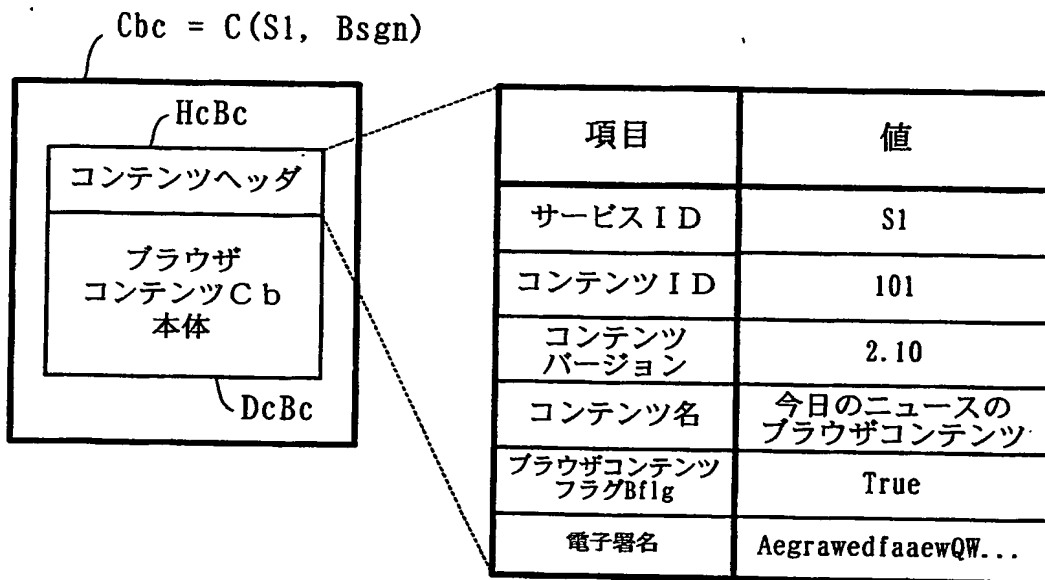 Cbc = C(S1, Bsgn)
HcBc
コンテンツヘッダ
ブラウザ
コンテンツCb
本体
DcBc
項目 値
サービスID S1
コンテンツID 101
コンテンツ
バージョン
2.10
コンテンツ名
今日のニュースの
ブラウザコンテンツ
ブラウザコンテンツ
フラグBflg
True
電子署名 AegrawedfaaewQW...